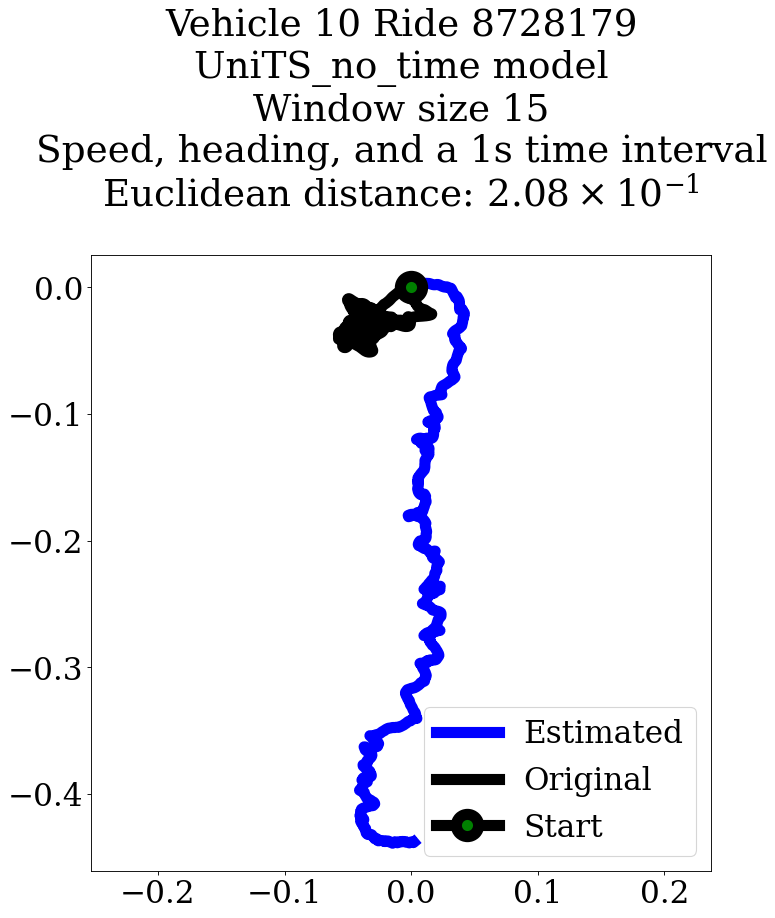 Vehicle 10 Ride 8728179
UniTS_no_time model
Window size 15
Speed, heading, and a 1s time interval
Euclidean distance: 2.08 × 10⁻¹
0.0
−0.1
−0.2
−0.3
−0.4
Estimated
Original
Start
−0.2 −0.1 0.0 0.1 0.2